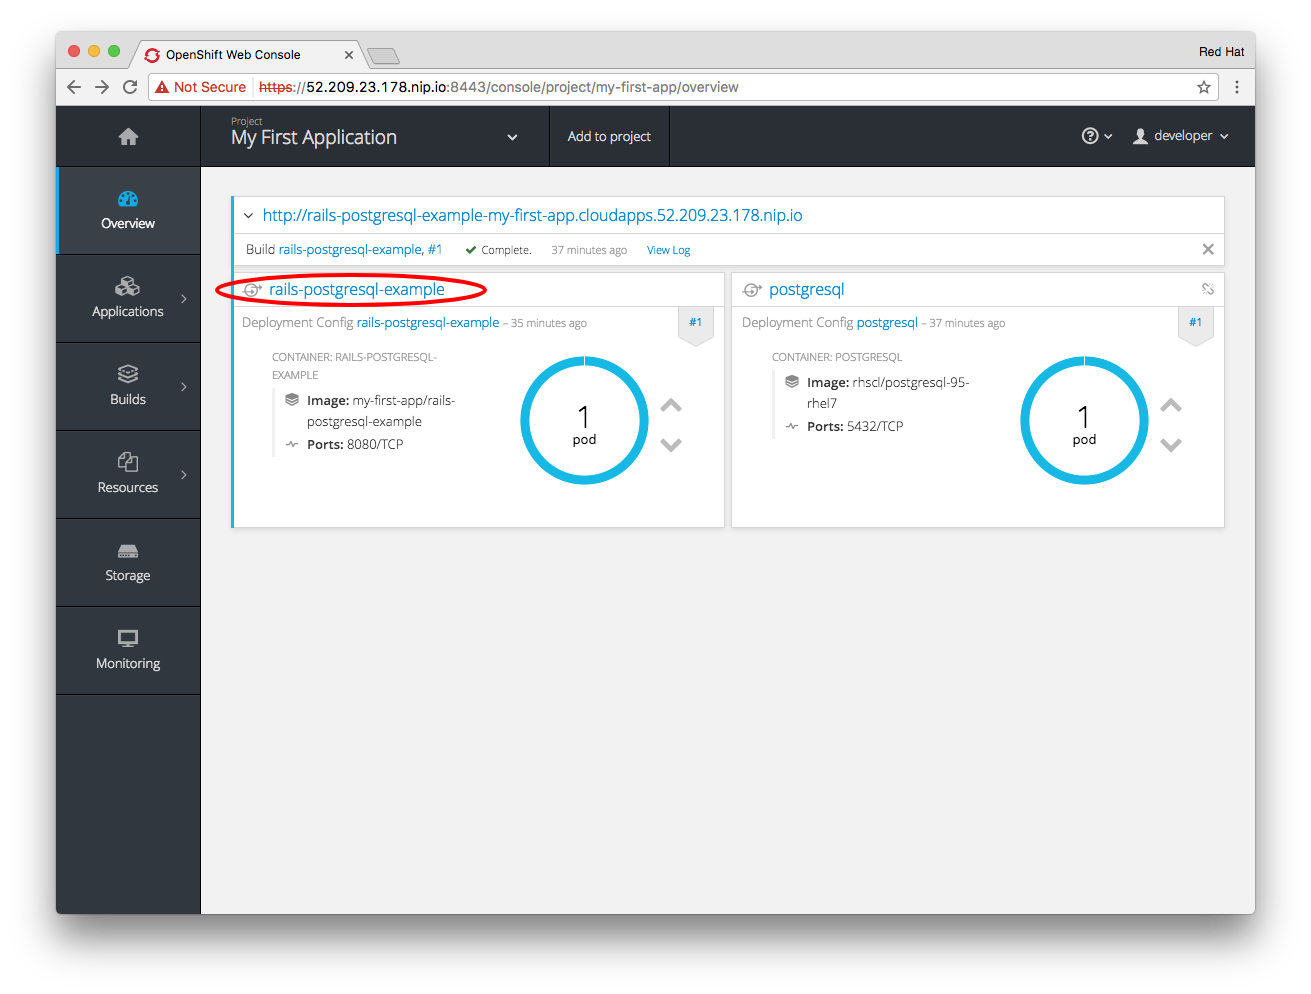 OpenShift Web Console
Red Hat
Not Secure https://52.209.23.178.nip.io:8443/console/project/my-first-app/overview
Project
My First Application
Add to project
developer
Overview
Applications
Builds
Resources
Storage
Monitoring
http://rails-postgresql-example-my-first-app.cloudapps.52.209.23.178.nip.io
Build rails-postgresql-example, #1 Complete. 37 minutes ago View Log
rails-postgresql-example
Deployment Config rails-postgresql-example – 35 minutes ago #1
CONTAINER: RAILS-POSTGRESQL-
EXAMPLE
Image: my-first-app/rails-
postgresql-example
Ports: 8080/TCP
1
pod
postgresql
Deployment Config postgresql – 37 minutes ago #1
CONTAINER: POSTGRESQL
Image: rhscl/postgresql-95-
rhel7
Ports: 5432/TCP
1
pod